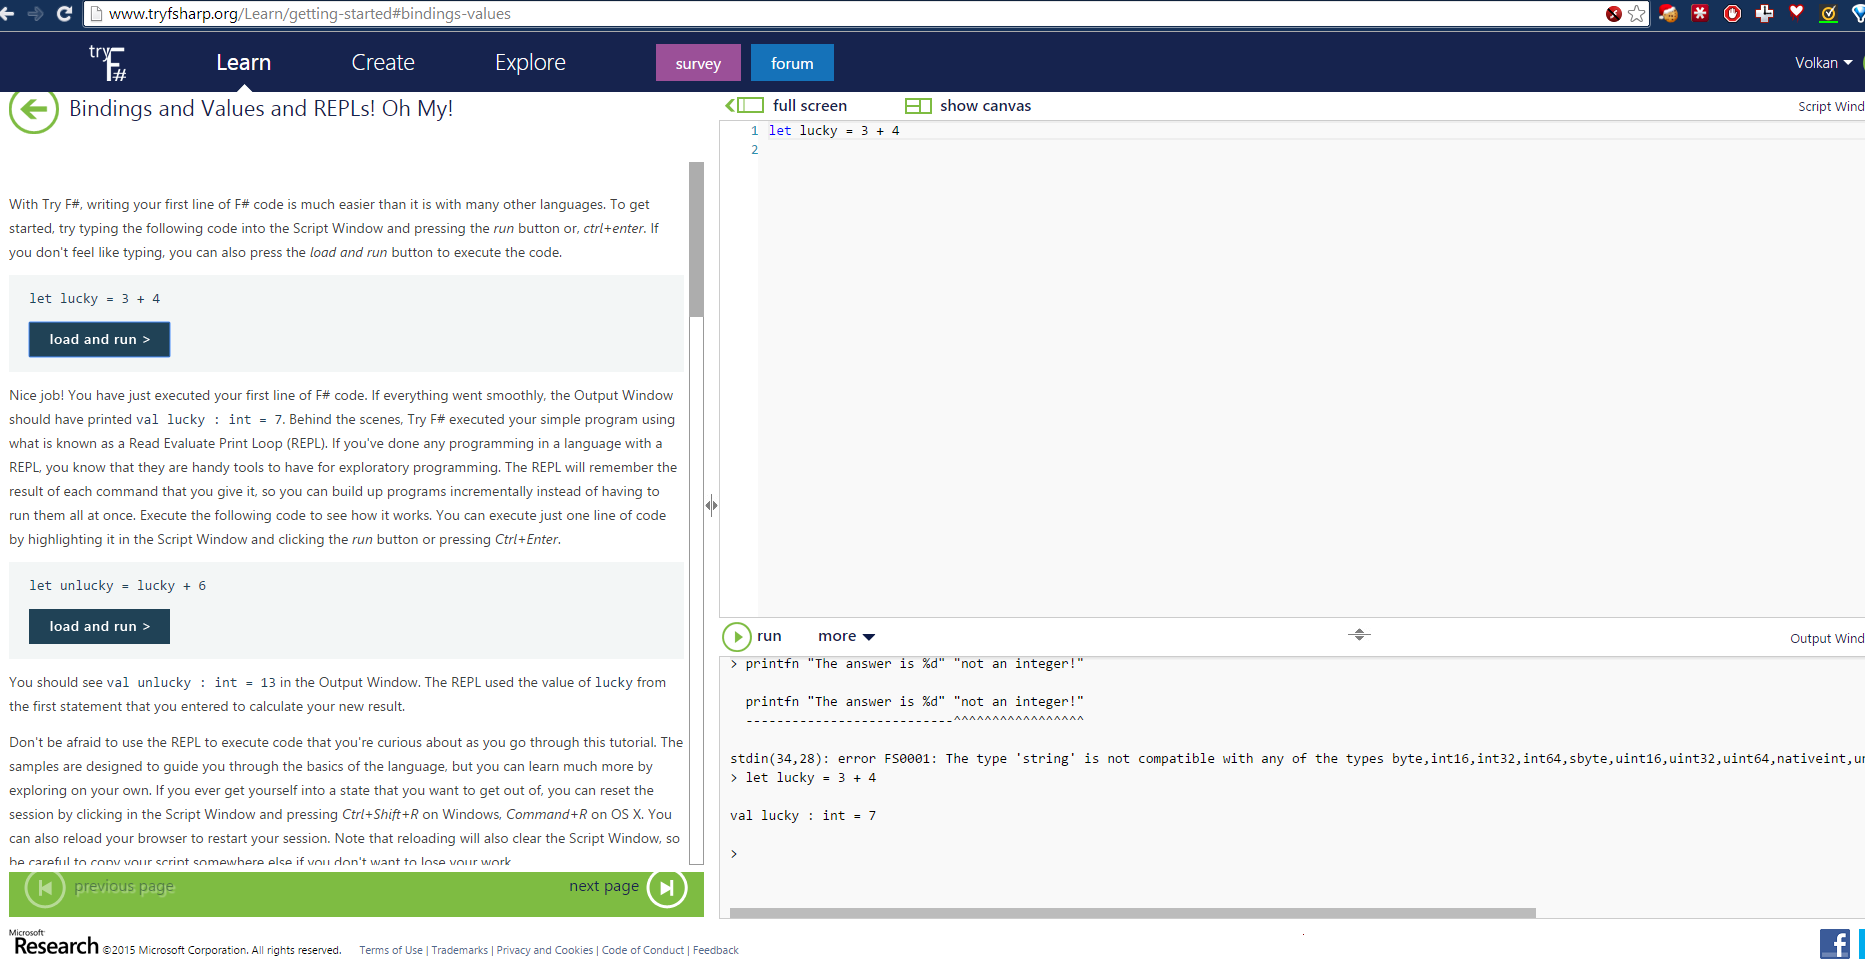 www.tryfsharp.org/Learn/getting-started#bindings-values
try F#
Learn
Create
Explore
survey
forum
Volkan
Bindings and Values and REPLs! Oh My!
With Try F#, writing your first line of F# code is much easier than it is with many other languages. To get
started, try typing the following code into the Script Window and pressing the run button or, ctrl+enter. If
you don't feel like typing, you can also press the load and run button to execute the code.
let lucky = 3 + 4
load and run >
Nice job! You have just executed your first line of F# code. If everything went smoothly, the Output Window
should have printed val lucky : int = 7. Behind the scenes, Try F# executed your simple program using
what is known as a Read Evaluate Print Loop (REPL). If you've done any programming in a language with a
REPL, you know that they are handy tools to have for exploratory programming. The REPL will remember the
result of each command that you give it, so you can build up programs incrementally instead of having to
run them all at once. Execute the following code to see how it works. You can execute just one line of code
by highlighting it in the Script Window and clicking the run button or pressing Ctrl+Enter.
let unlucky = lucky + 6
load and run >
You should see val unlucky : int = 13 in the Output Window. The REPL used the value of lucky from
the first statement that you entered to calculate your new result.
Don't be afraid to use the REPL to execute code that you're curious about as you go through this tutorial. The
samples are designed to guide you through the basics of the language, but you can learn much more by
exploring on your own. If you ever get yourself into a state that you want to get out of, you can reset the
session by clicking in the Script Window and pressing Ctrl+Shift+R on Windows, Command+R on OS X. You
can also reload your browser to restart your session. Note that reloading will also clear the Script Window, so
be careful to copy your script somewhere else if you don't want to lose your work
previous page
next page
full screen
show canvas
Script Wind
1 let lucky = 3 + 4
2
run
more
Output Wind
> printfn "The answer is %d" "not an integer!"
printfn "The answer is %d" "not an integer!"
---------------------------^^^^^^^^^^^^^^^^^
stdin(34,28): error FS0001: The type 'string' is not compatible with any of the types byte,int16,int32,int64,sbyte,uint16,uint32,uint64,nativeint,un
> let lucky = 3 + 4
val lucky : int = 7
>
Microsoft
Research ©2015 Microsoft Corporation. All rights reserved.
Terms of Use | Trademarks | Privacy and Cookies | Code of Conduct | Feedback
f